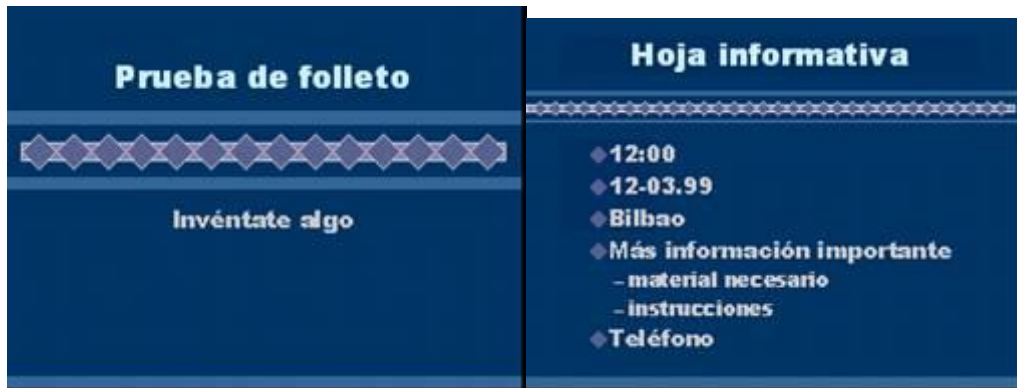 Prueba de folleto
Invéntate algo
Hoja informativa
12:00
12-03.99
Bilbao
Más información importante
– material necesario
– instrucciones
Teléfono